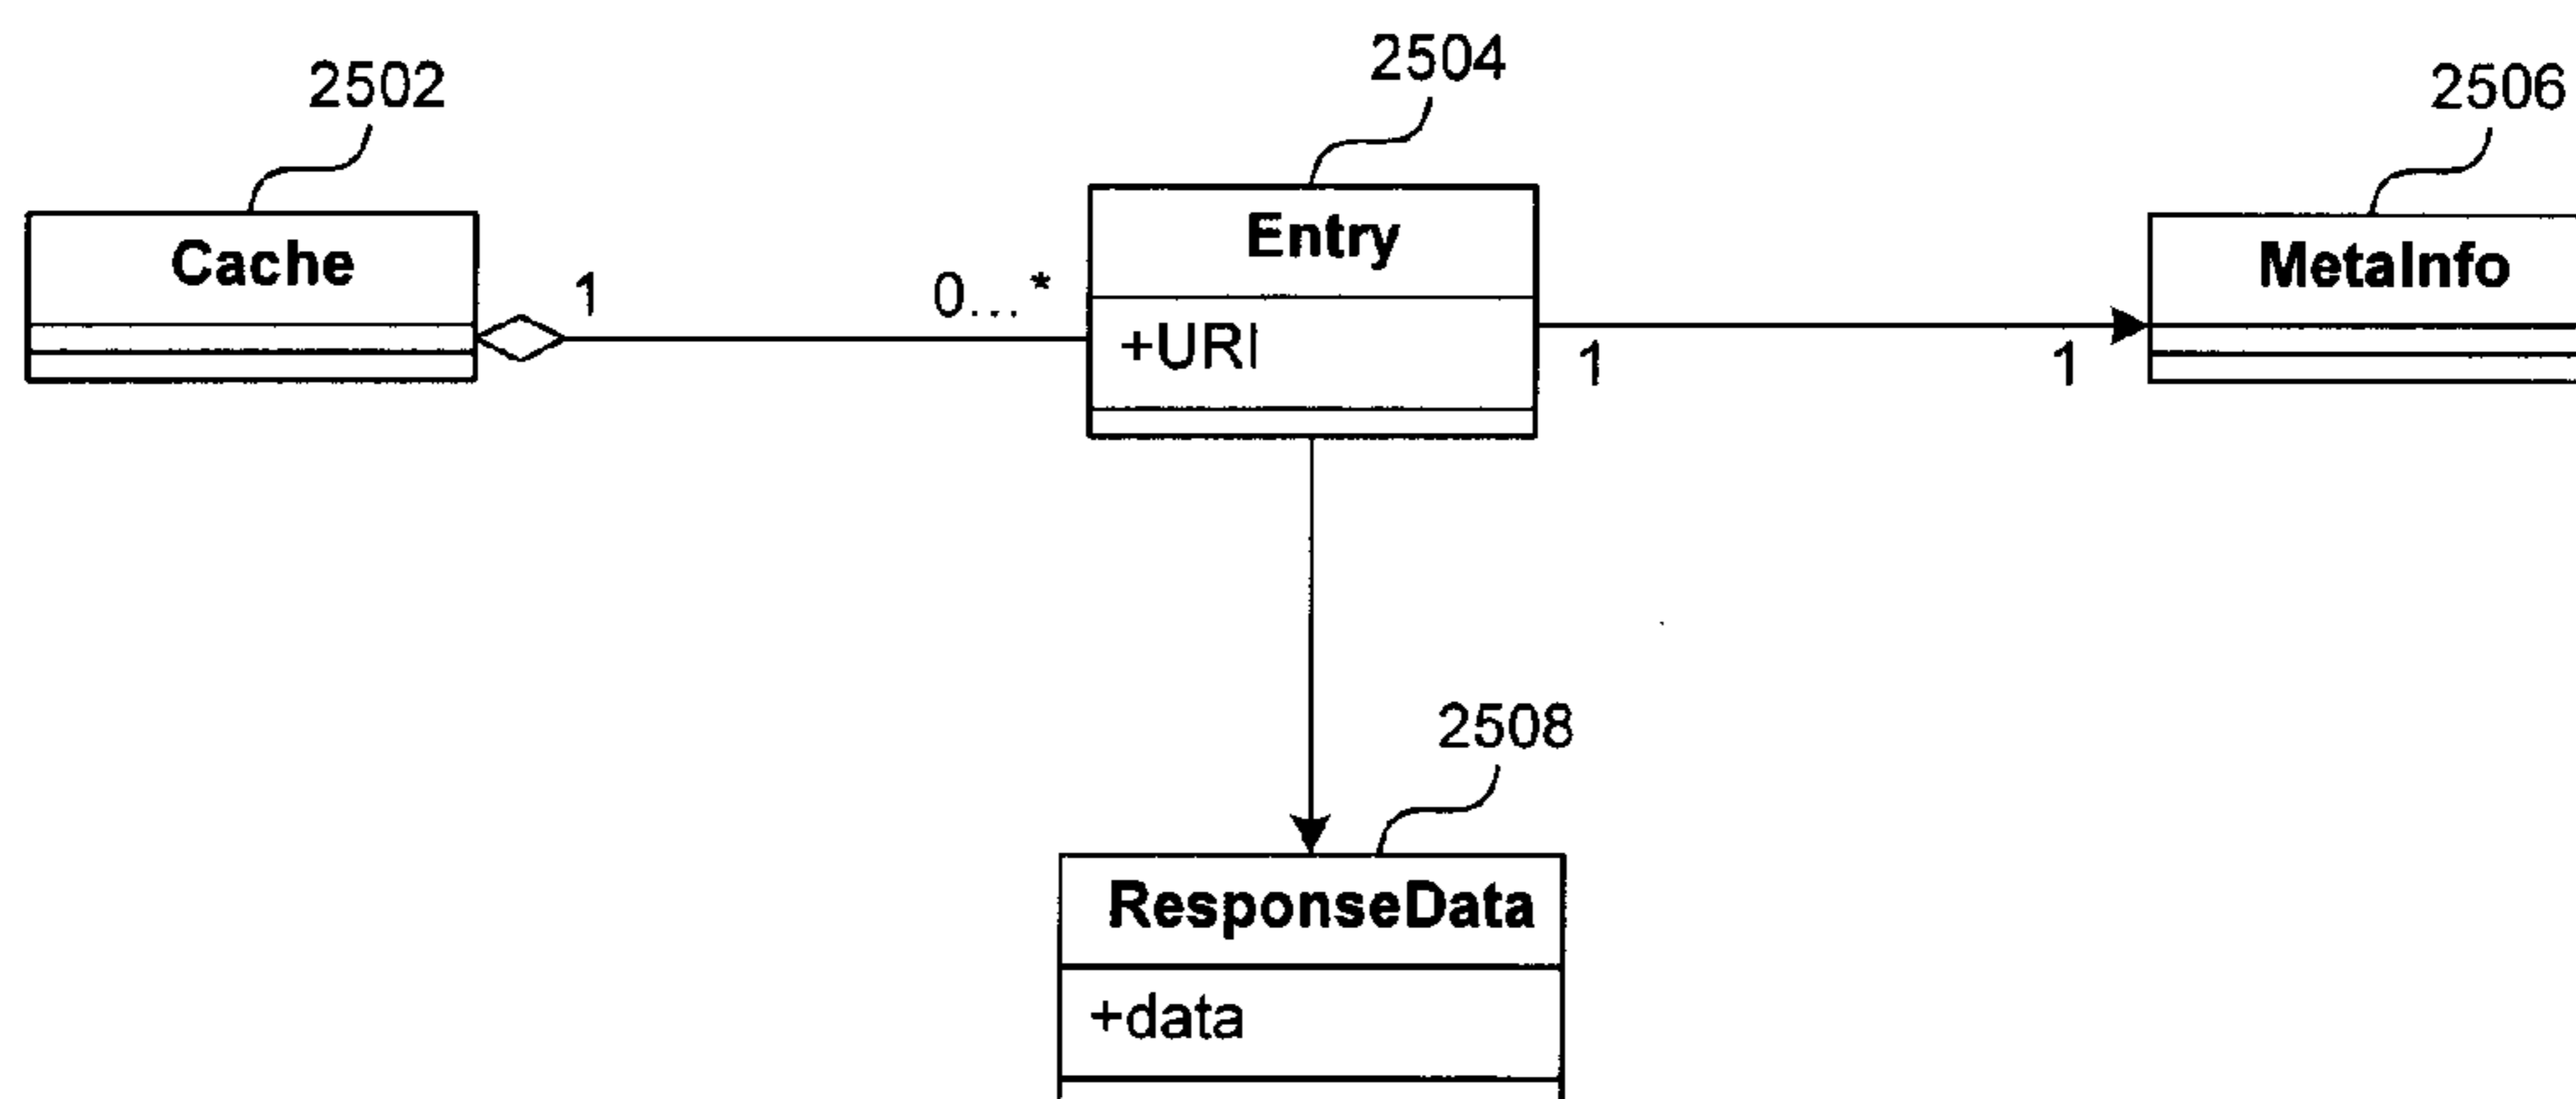 2502
2504
2506
Cache
Entry
MetaInfo
1
0...*
+URI
1
1
2508
ResponseData
+data